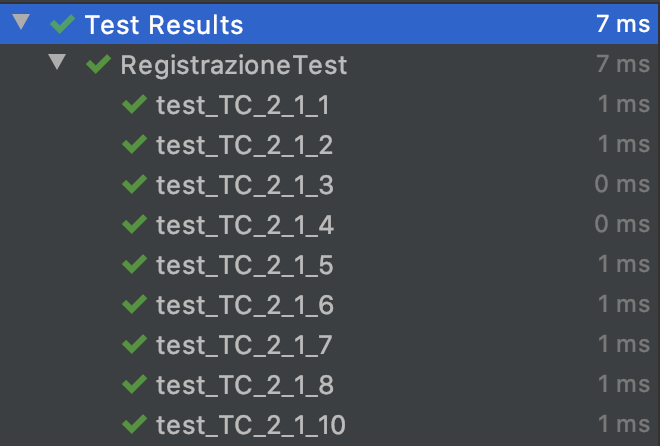 Test Results 7 ms
RegistrazioneTest 7 ms
test_TC_2_1_1 1 ms
test_TC_2_1_2 1 ms
test_TC_2_1_3 0 ms
test_TC_2_1_4 0 ms
test_TC_2_1_5 1 ms
test_TC_2_1_6 1 ms
test_TC_2_1_7 1 ms
test_TC_2_1_8 1 ms
test_TC_2_1_10 1 ms